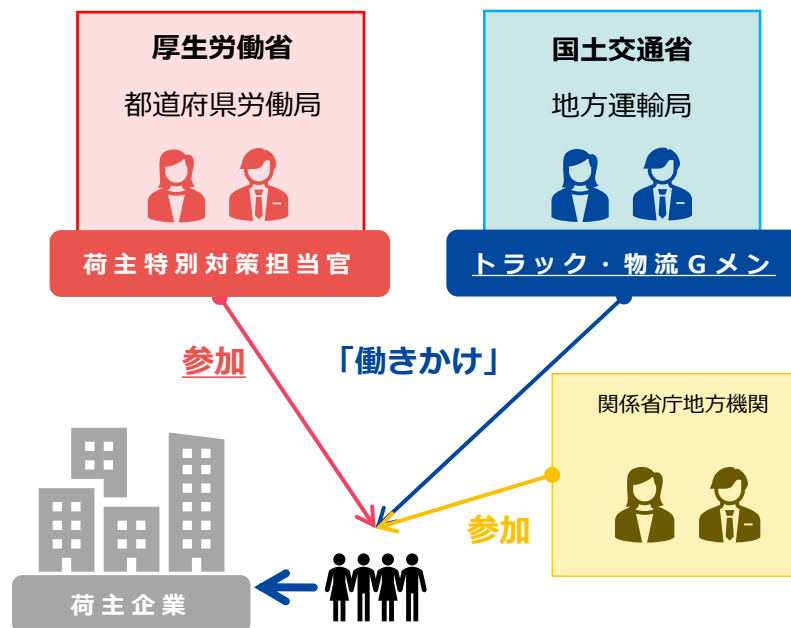 厚生労働省
都道府県労働局
荷主特別対策担当官
国土交通省
地方運輸局
トラック・物流Gメン
参加
「働きかけ」
関係省庁地方機関
参加
荷主企業